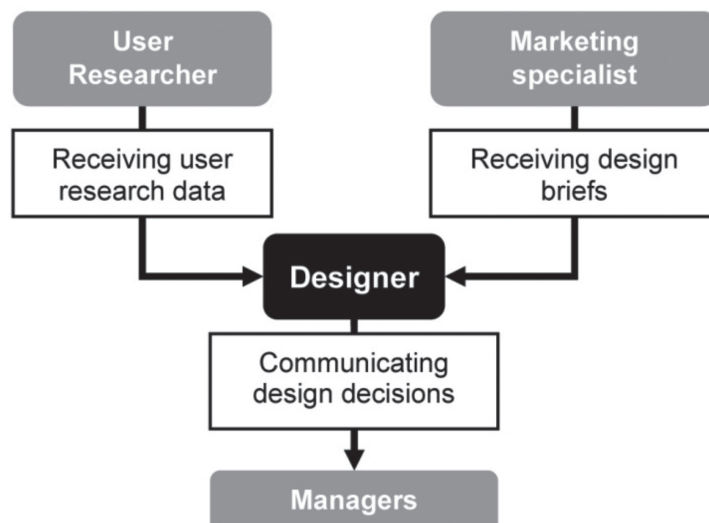 User
Researcher
Marketing
specialist
Receiving user
research data
Receiving design
briefs
Designer
Communicating
design decisions
Managers